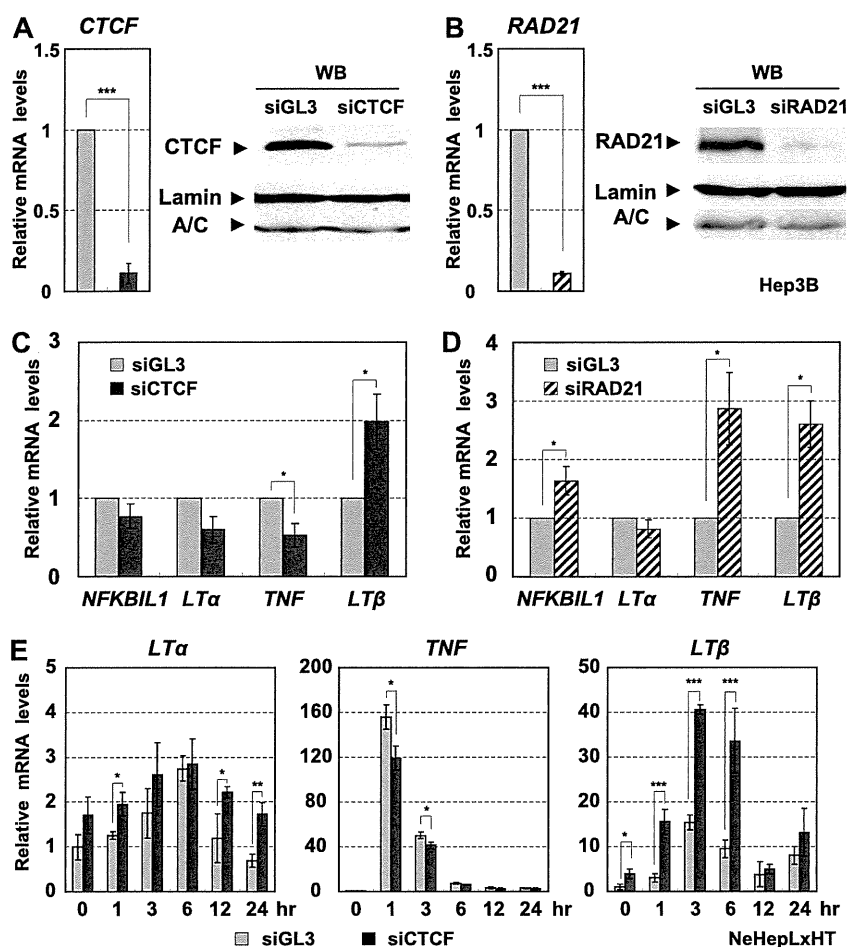 A
CTCF
Relative mRNA levels
1.5
1
0.5
0
***
WB
siGL3 siCTCF
CTCF
Lamin
A/C
B
RAD21
Relative mRNA levels
1.5
1
0.5
0
***
WB
siGL3 siRAD21
RAD21
Lamin
A/C
Hep3B
C
Relative mRNA levels
3
2
1
0
siGL3
siCTCF
*
*
NFKBIL1 LTα TNF LTβ
D
Relative mRNA levels
4
3
2
1
0
siGL3
siRAD21
*
*
*
NFKBIL1 LTα TNF LTβ
E
LTα
Relative mRNA levels
5
4
3
2
1
0
*
*
**
0 1 3 6 12 24 hr
TNF
200
160
120
80
40
0
*
*
0 1 3 6 12 24 hr
LTβ
50
40
30
20
10
0
*
***
***
***
0 1 3 6 12 24 hr
siGL3 siCTCF
NeHepLxHT